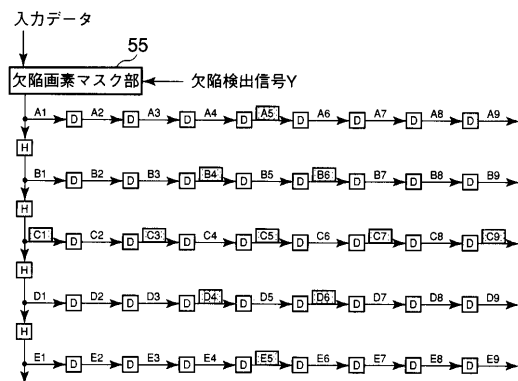 入力データ
55
欠陥画素マスク部
欠陥検出信号Y
A1 D A2 D A3 D A4 D A5 D A6 D A7 D A8 D A9
H
B1 D B2 D B3 D B4 D B5 D B6 D B7 D B8 D B9
H
C1 D C2 D C3 D C4 D C5 D C6 D C7 D C8 D C9
H
D1 D D2 D D3 D D4 D D5 D D6 D D7 D D8 D D9
H
E1 D E2 D E3 D E4 D E5 D E6 D E7 D E8 D E9